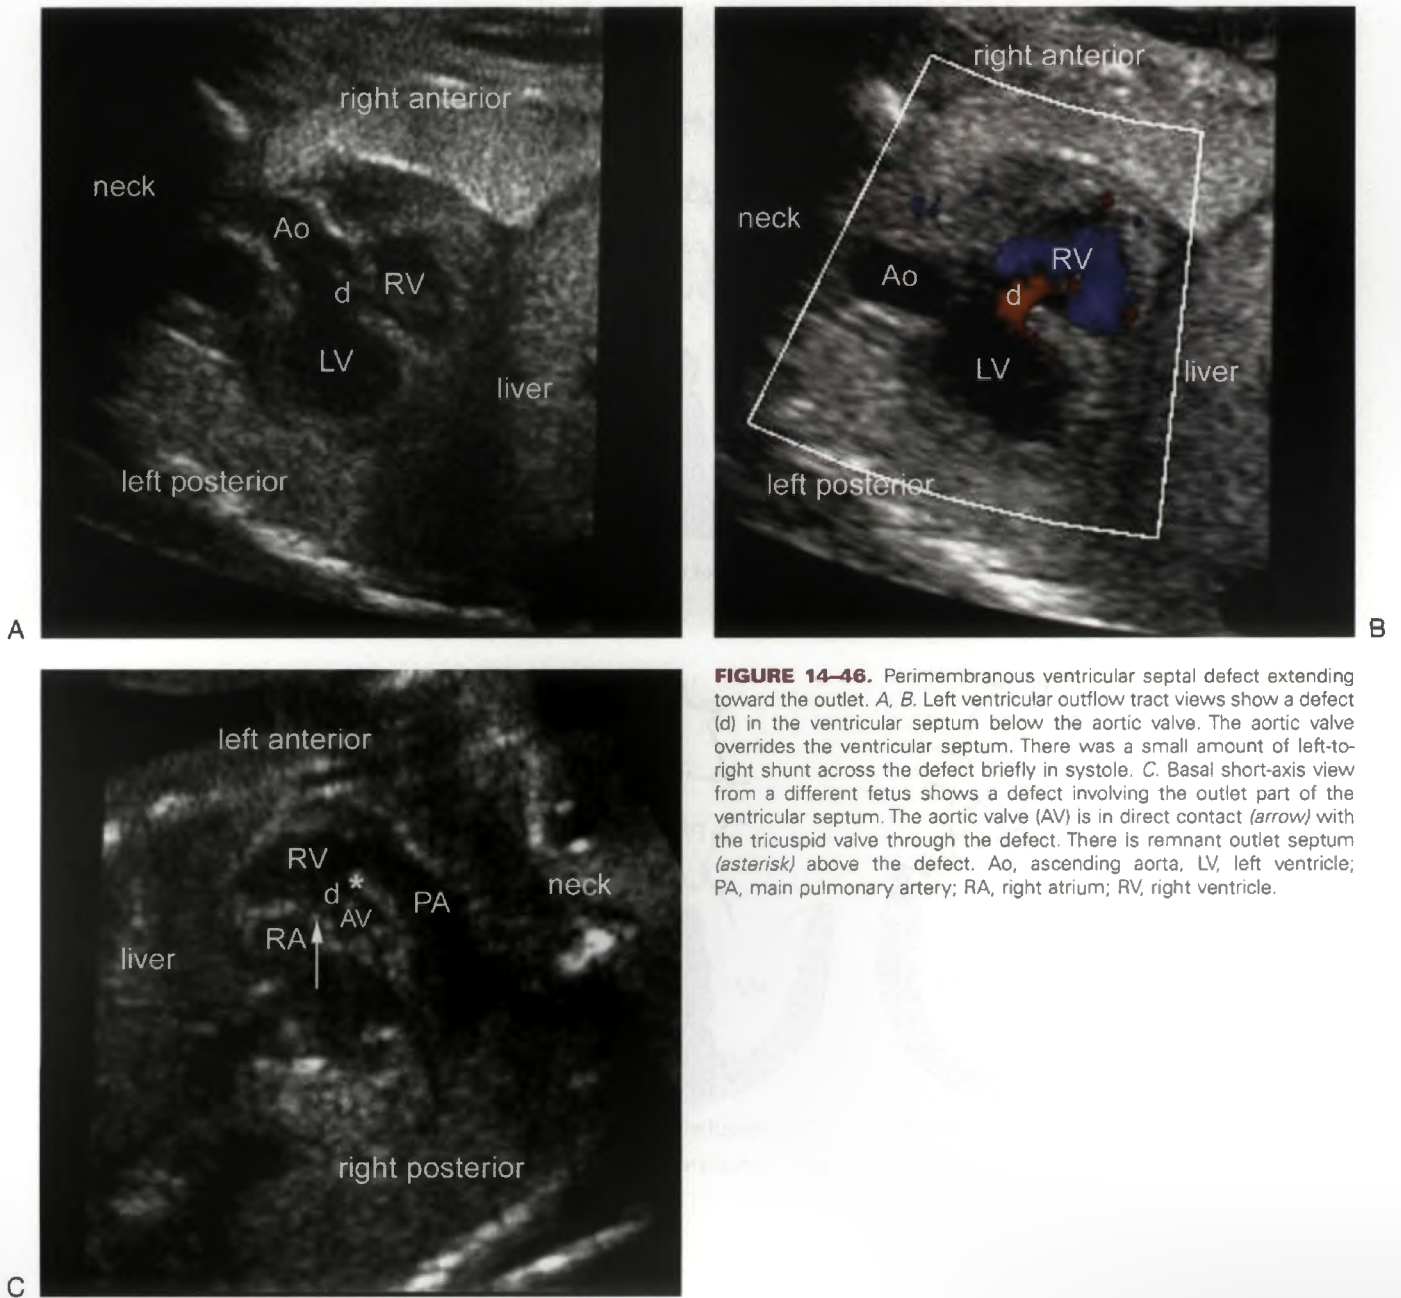 right anterior
neck
Ao
d
RV
LV
liver
left posterior
A
right anterior
neck
Ao
RV
d
LV
liver
left posterior
B
left anterior
RV
*
d
AV
PA
neck
RA
liver
right posterior
C
FIGURE 14–46. Perimembranous ventricular septal defect extending
toward the outlet. A, B. Left ventricular outflow tract views show a defect
(d) in the ventricular septum below the aortic valve. The aortic valve
overrides the ventricular septum. There was a small amount of left-to-
right shunt across the defect briefly in systole. C. Basal short-axis view
from a different fetus shows a defect involving the outlet part of the
ventricular septum. The aortic valve (AV) is in direct contact (arrow) with
the tricuspid valve through the defect. There is remnant outlet septum
(asterisk) above the defect. Ao, ascending aorta, LV, left ventricle;
PA, main pulmonary artery; RA, right atrium; RV, right ventricle.